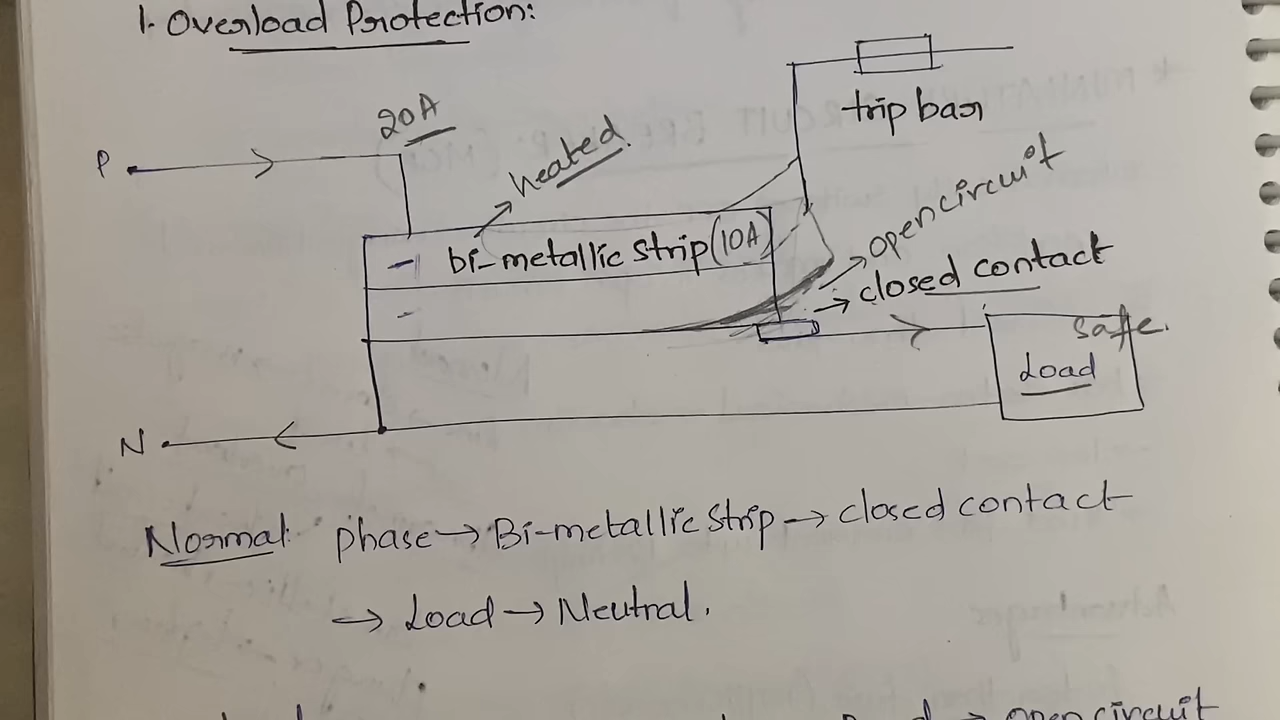 1. Overload Protection:
20A
P
heated.
trip bar
open circuit
bi-metallic strip (10A)
closed contact
safe.
Load
N
Normal: phase → Bi-metallic strip → closed contact
→ Load → Neutral.
→ open circuit